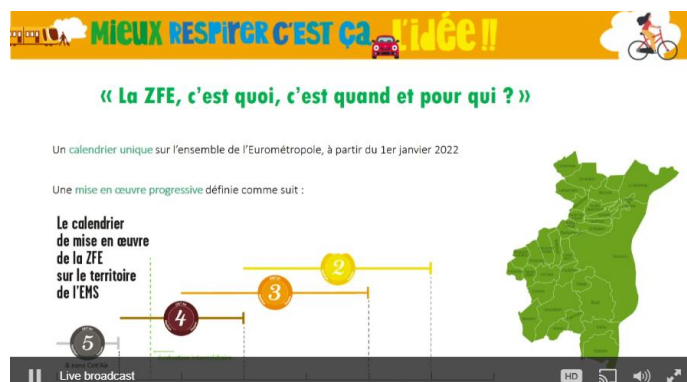 MIEUX RESPIRER C'EST ÇA L'IDÉE !!
« La ZFE, c'est quoi, c'est quand et pour qui ? »
Un calendrier unique sur l'ensemble de l'Eurométropole, à partir du 1er janvier 2022
Une mise en œuvre progressive définie comme suit :
Le calendrier
de mise en œuvre
de la ZFE
sur le territoire
de l'EMS
2
3
4
5
Live broadcast
HD